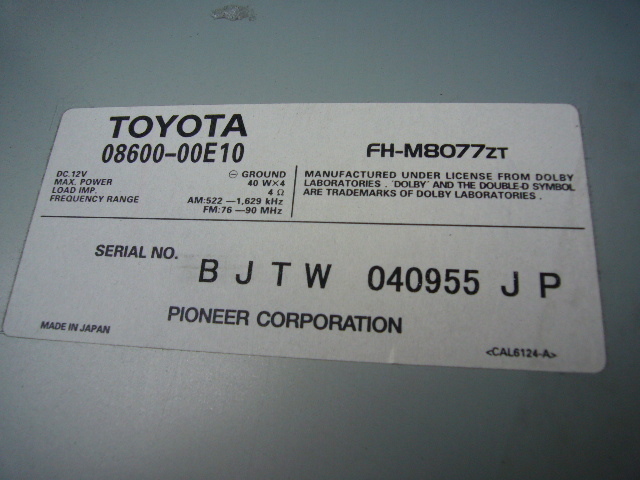 TOYOTA
08600-00E10
FH-M8077ZT
DC.12V ⊖ GROUND
MAX. POWER 40 W×4
LOAD IMP. 4 Ω
FREQUENCY RANGE AM:522 —1,629 kHz
FM:76 —90 MHz
MANUFACTURED UNDER LICENSE FROM DOLBY
LABORATORIES . 'DOLBY' AND THE DOUBLE-D SYMBOL
ARE TRADEMARKS OF DOLBY LABORATORIES .
SERIAL NO. BJTW 040955 JP
PIONEER CORPORATION
MADE IN JAPAN
<CAL6124-A>